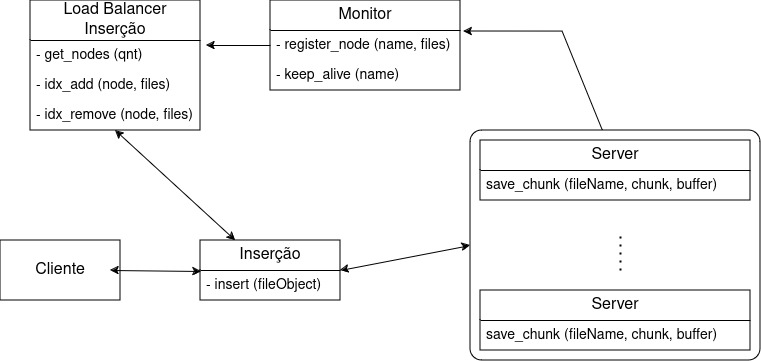 Load Balancer
Inserção
- get_nodes (qnt)
- idx_add (node, files)
- idx_remove (node, files)
Monitor
- register_node (name, files)
- keep_alive (name)
Server
save_chunk (fileName, chunk, buffer)
Cliente
Inserção
- insert (fileObject)
Server
save_chunk (fileName, chunk, buffer)